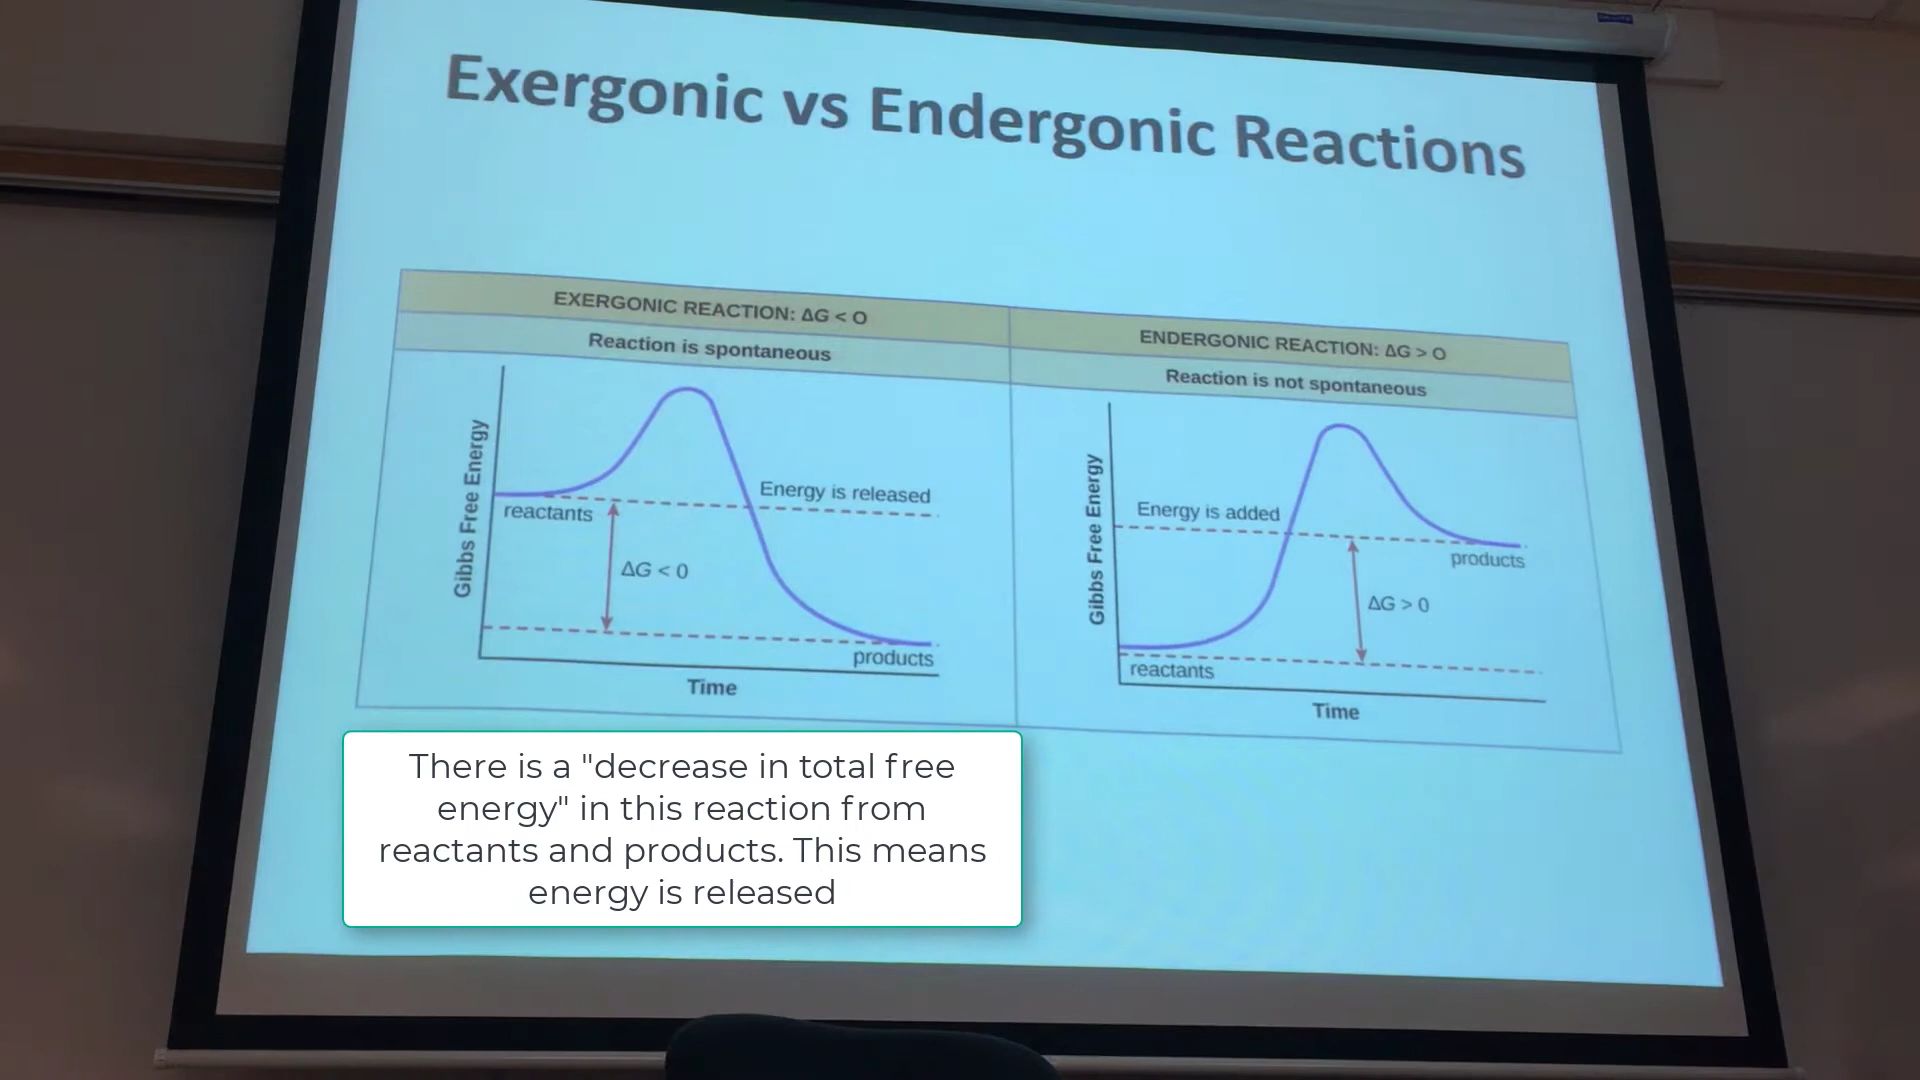 Exergonic vs Endergonic Reactions
EXERGONIC REACTION: ΔG < O
Reaction is spontaneous
Gibbs Free Energy
reactants
Energy is released
ΔG < 0
products
Time
ENDERGONIC REACTION: ΔG > O
Reaction is not spontaneous
Gibbs Free Energy
Energy is added
products
ΔG > 0
reactants
Time
There is a "decrease in total free
energy" in this reaction from
reactants and products. This means
energy is released